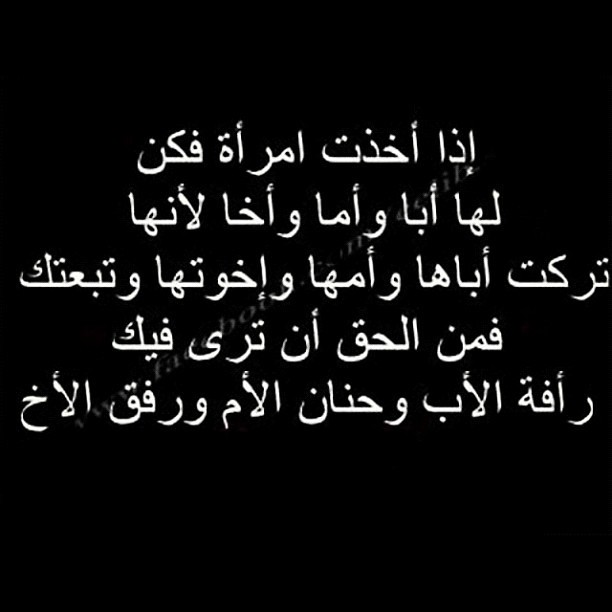 إذا أخذت امرأة فكن
لها أبا وأما وأخا لأنها
تركت أباها وأمها وإخوتها وتبعتك
فمن الحق أن ترى فيك
رأفة الأب وحنان الأم ورفق الأخ